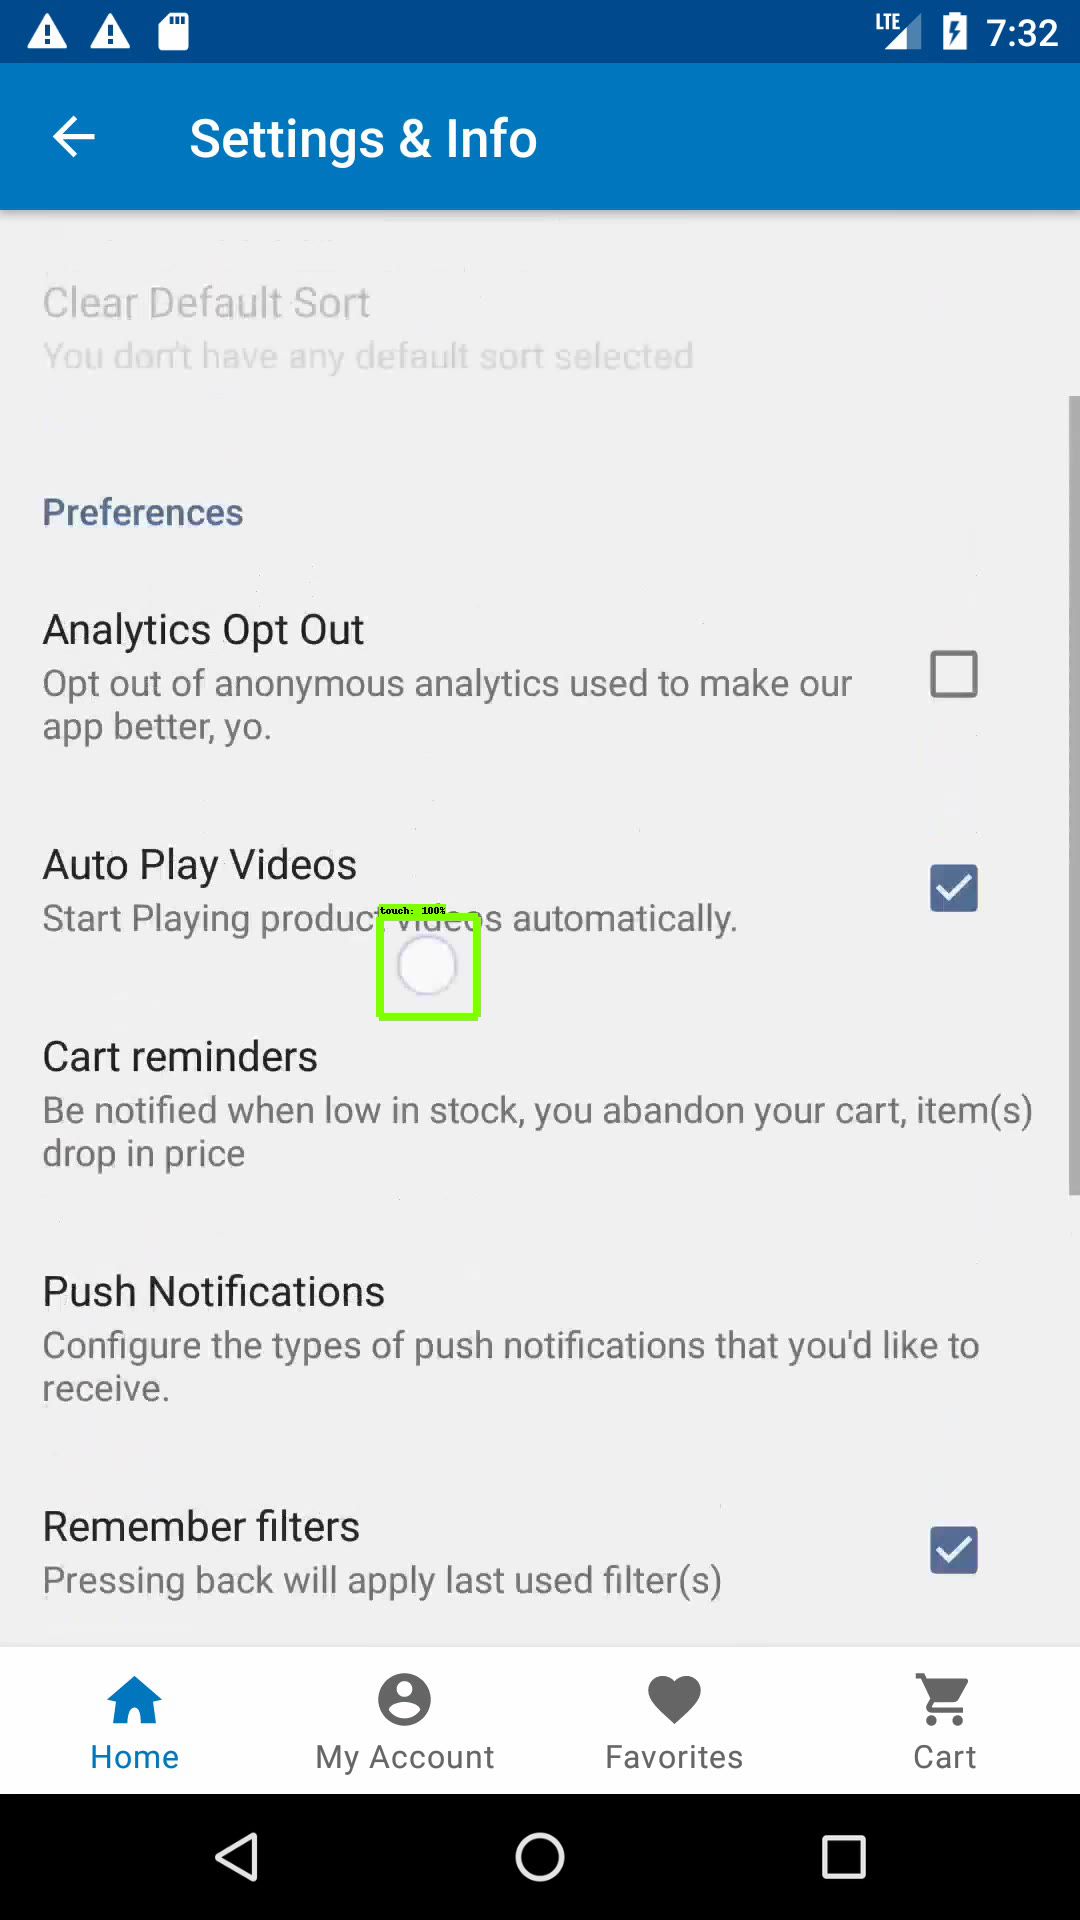 LTE 7:32
Settings & Info
Clear Default Sort
You don't have any default sort selected
Preferences
Analytics Opt Out
Opt out of anonymous analytics used to make our
app better, yo.
Auto Play Videos
Start Playing product videos automatically.
touch: 100%
Cart reminders
Be notified when low in stock, you abandon your cart, item(s)
drop in price
Push Notifications
Configure the types of push notifications that you'd like to
receive.
Remember filters
Pressing back will apply last used filter(s)
Home My Account Favorites Cart